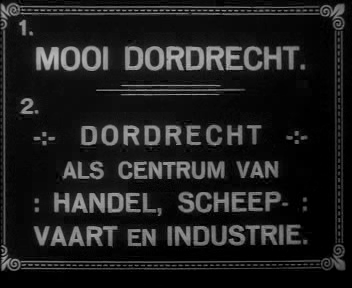 1.
MOOI DORDRECHT.
2.
-:- DORDRECHT -:-
ALS CENTRUM VAN
: HANDEL, SCHEEP- :
VAART EN INDUSTRIE.